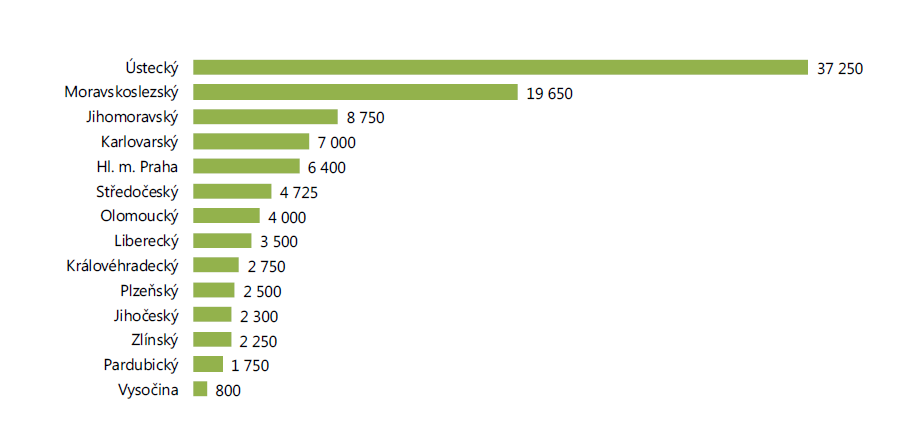 Ústecký 37 250
Moravskoslezský 19 650
Jihomoravský 8 750
Karlovarský 7 000
Hl. m. Praha 6 400
Středočeský 4 725
Olomoucký 4 000
Liberecký 3 500
Královéhradecký 2 750
Plzeňský 2 500
Jihočeský 2 300
Zlínský 2 250
Pardubický 1 750
Vysočina 800